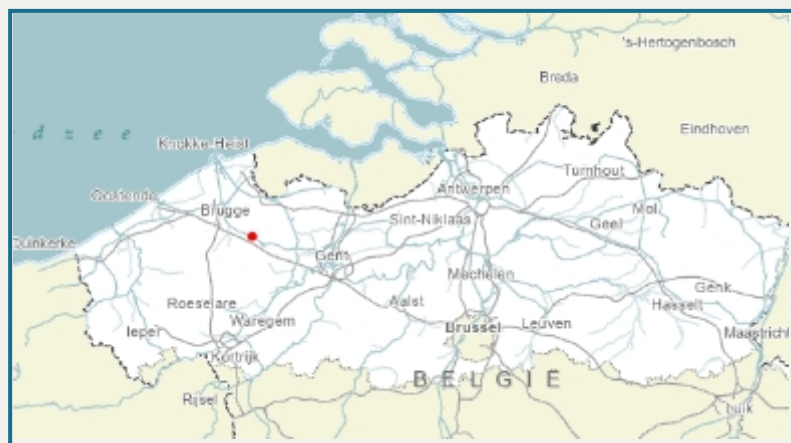 's-Hertogenbosch
Breda
dzee
Eindhoven
Knokke-Heist
Turnhout
Oostende
Antwerpen
Brugge
Mol
Sint-Niklaas
Geel
Duinkerke
Gent
Mechelen
Genk
Roeselare
Aalst
Hasselt
Ieper
Waregem
Brussel
Leuven
Maastricht
Kortrijk
BELGIË
Rijsel
Luik